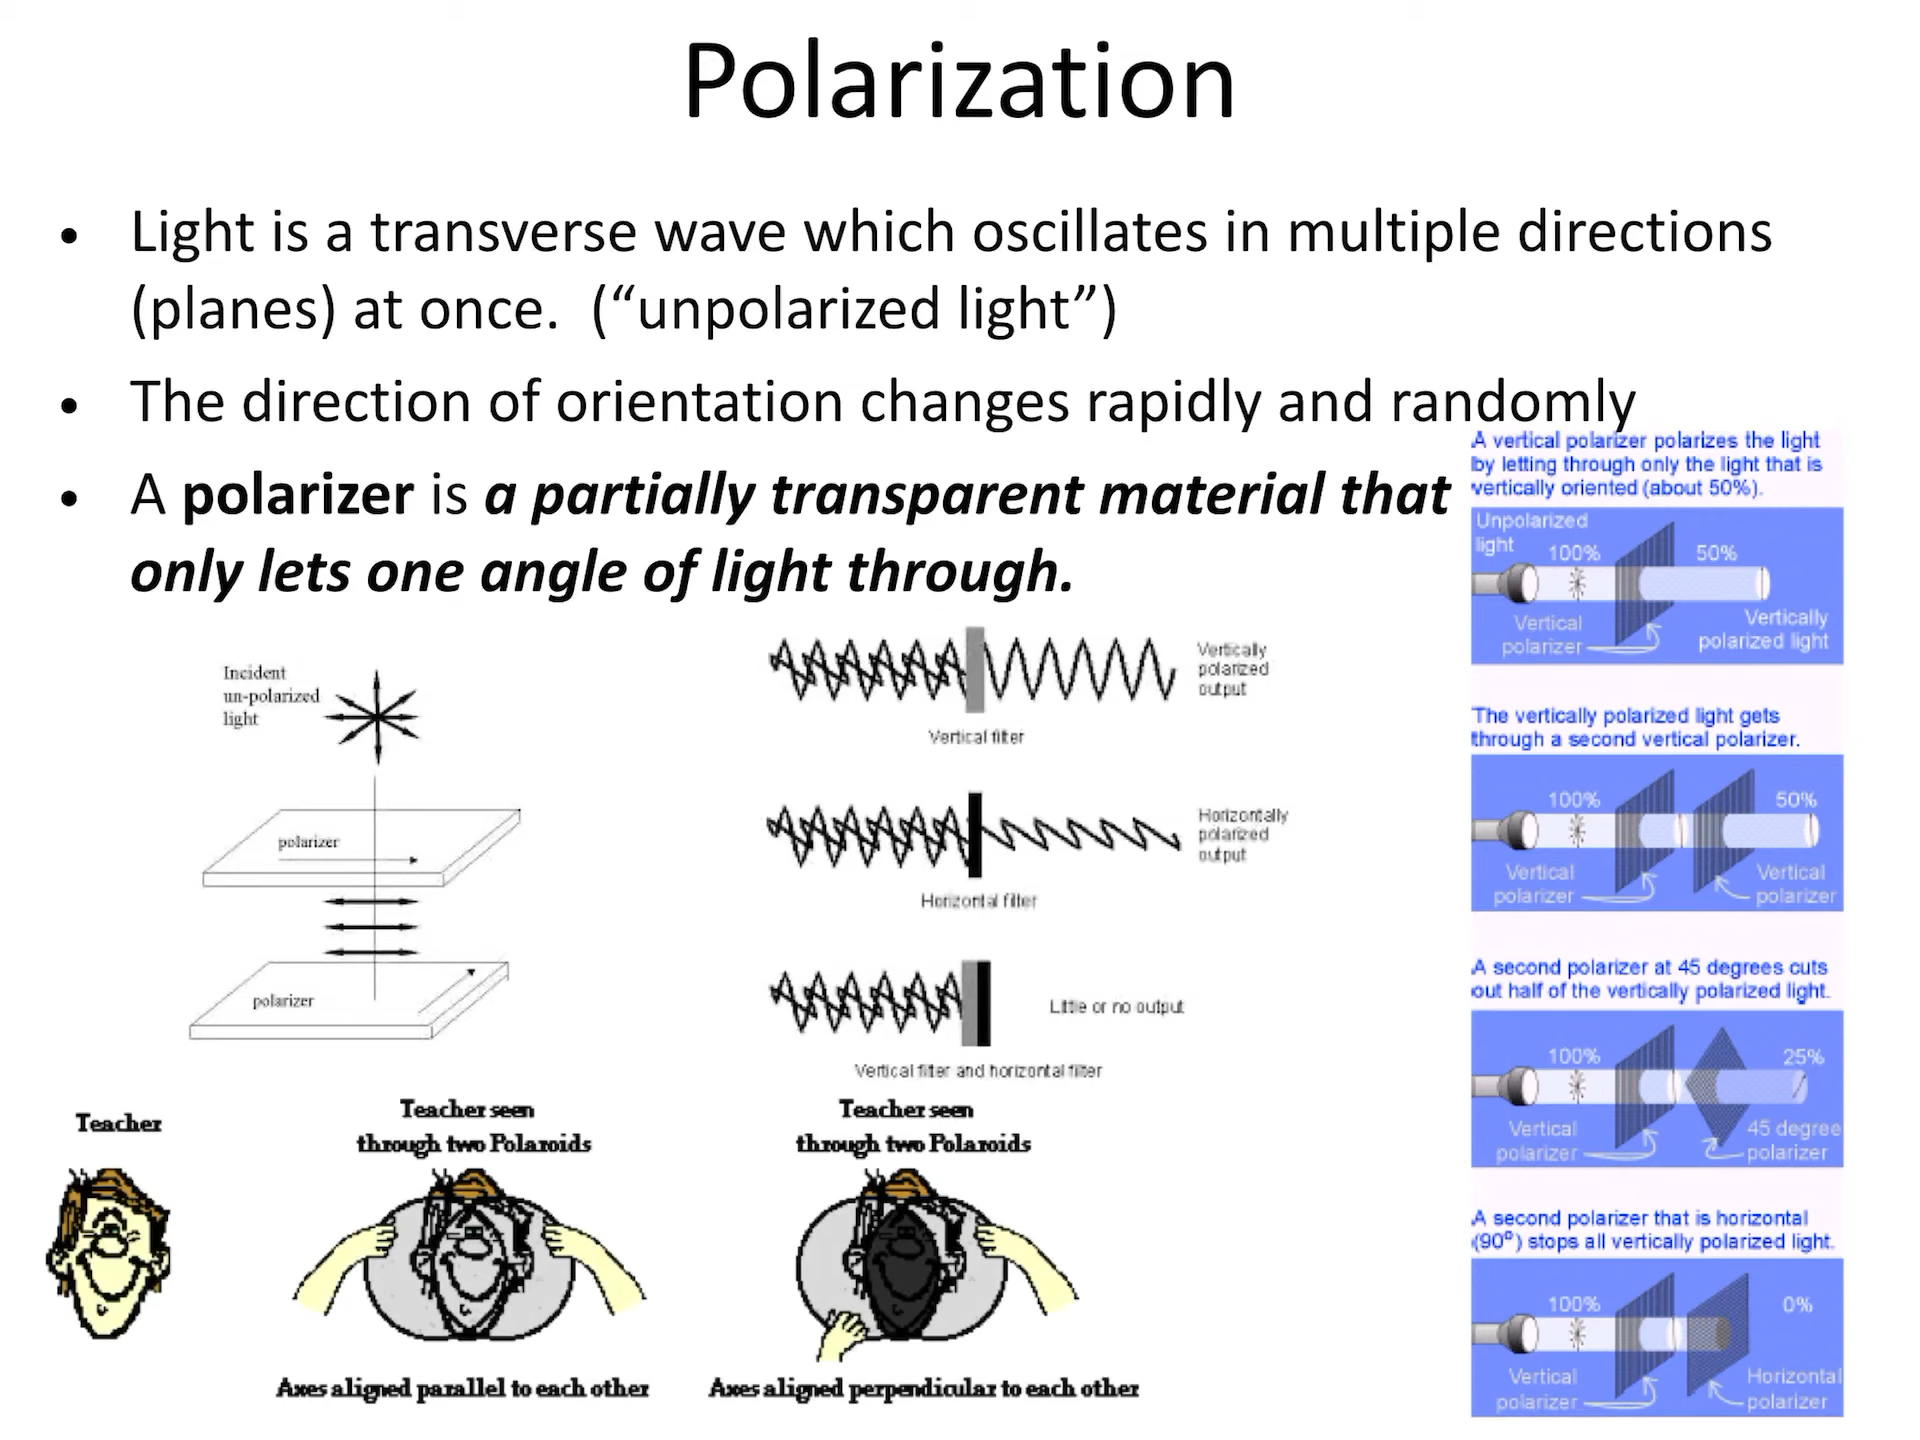 Polarization
• Light is a transverse wave which oscillates in multiple directions
(planes) at once. (“unpolarized light”)
• The direction of orientation changes rapidly and randomly
• A polarizer is a partially transparent material that
only lets one angle of light through.
Incident
un-polarized
light
polarizer
polarizer
Vertically
polarized
output
Vertical filter
Horizontally
polarized
output
Horizontal filter
Little or no output
Vertical filter and horizontal filter
Teacher
Teacher seen
through two Polaroids
Axes aligned parallel to each other
Teacher seen
through two Polaroids
Axes aligned perpendicular to each other
A vertical polarizer polarizes the light
by letting through only the light that is
vertically oriented (about 50%).
Unpolarized
light
100%
50%
Vertical
polarizer
Vertically
polarized light
The vertically polarized light gets
through a second vertical polarizer.
100%
50%
Vertical
polarizer
Vertical
polarizer
A second polarizer at 45 degrees cuts
out half of the vertically polarized light.
100%
25%
Vertical
polarizer
45 degree
polarizer
A second polarizer that is horizontal
(90º) stops all vertically polarized light.
100%
0%
Vertical
polarizer
Horizontal
polarizer